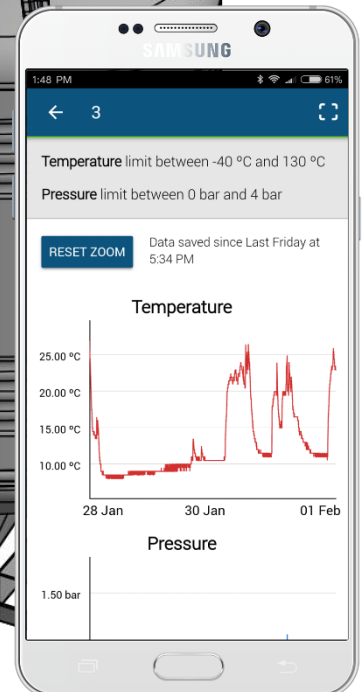 SAMSUNG
1:48 PM 61%
3
Temperature limit between -40 ºC and 130 ºC
Pressure limit between 0 bar and 4 bar
RESET ZOOM
Data saved since Last Friday at
5:34 PM
Temperature
25.00 ºC
20.00 ºC
15.00 ºC
10.00 ºC
28 Jan 30 Jan 01 Feb
Pressure
1.50 bar